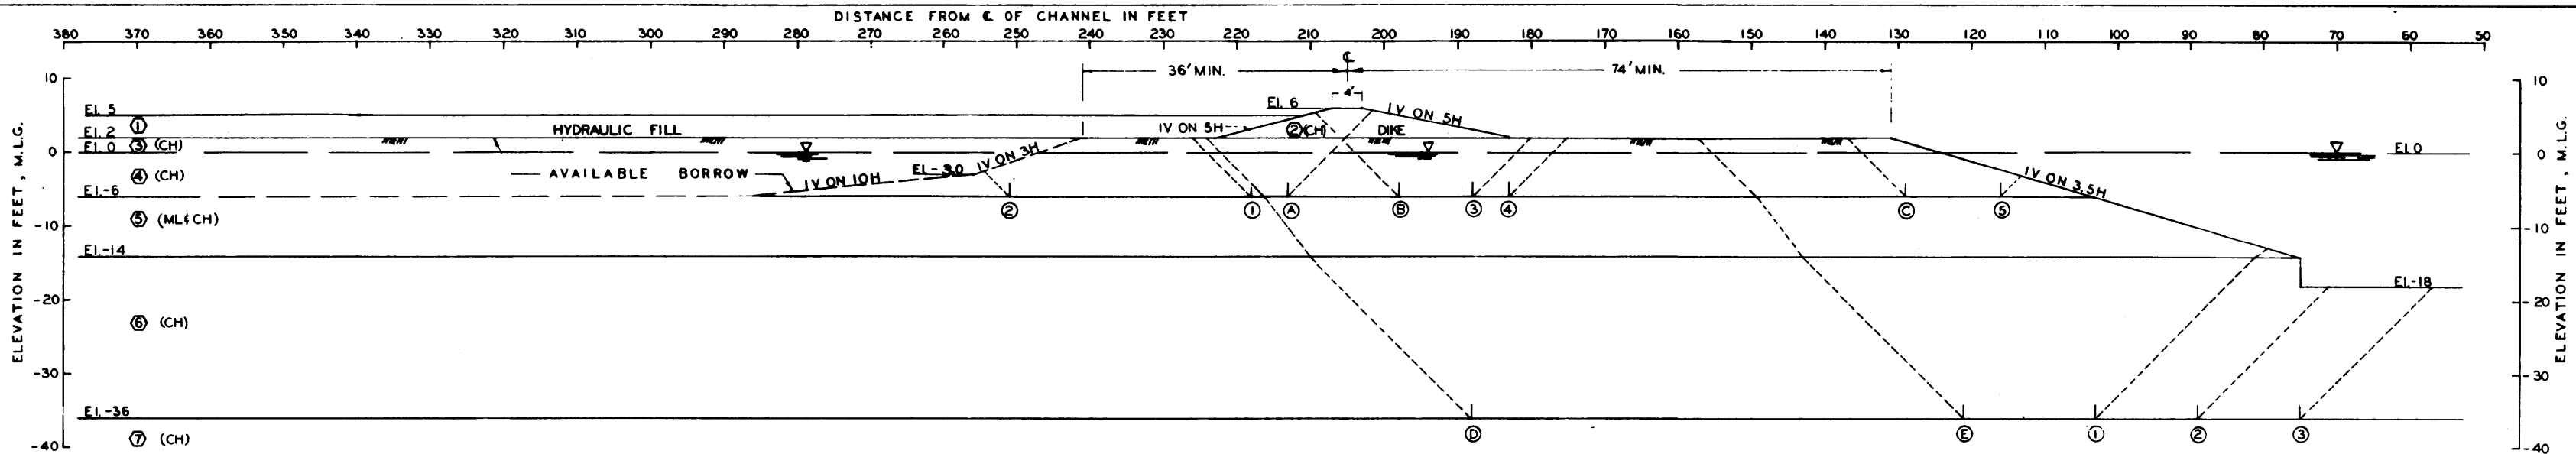 DISTANCE FROM ℄ OF CHANNEL IN FEET
380 370 360 350 340 330 320 310 300 290 280 270 260 250 240 230 220 210 200 190 180 170 160 150 140 130 120 110 100 90 80 70 60 50
℄
36' MIN. 74' MIN.
10 10
4'
El. 5 El. 6 1V ON 5H
1 1V ON 5H 2 (CH) DIKE
El. 2 HYDRAULIC FILL
3 (CH)
0 El. 0 El.0 0
4 (CH) El.-3.0 1V ON 3H 1V ON 3.5H
AVAILABLE BORROW 1V ON 10H
El.-6
5 (ML&CH) 2 1 A B 3 4 C 5
-10 -10
El.-14
El.-18
-20 -20
6 (CH)
-30 -30
El.-36
7 (CH) D E 1 2 3
-40 -40
ELEVATION IN FEET, M.L.G.
ELEVATION IN FEET, M.L.G.